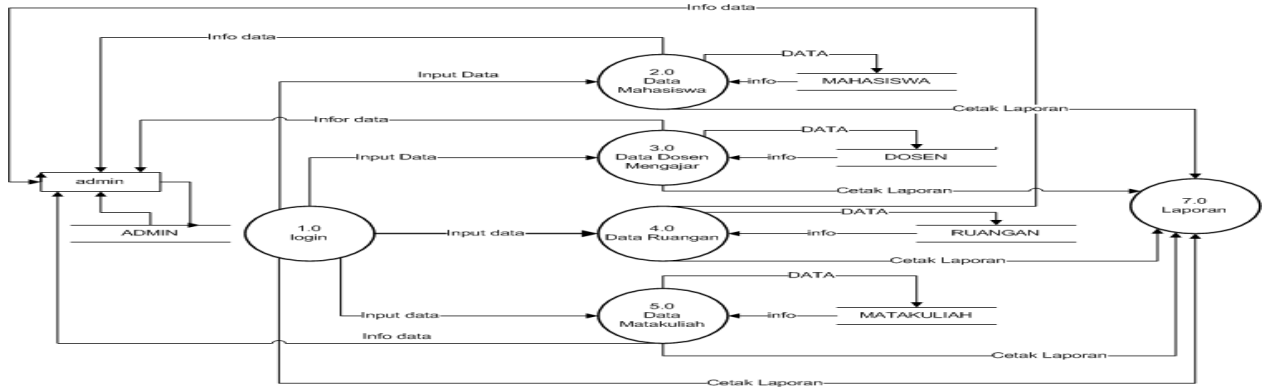 Info data
Info data
2.0
Data
Mahasiswa
DATA
Input Data
info
MAHASISWA
Cetak Laporan
Infor data
3.0
Data Dosen
Mengajar
DATA
Input Data
info
DOSEN
admin
Cetak Laporan
7.0
Laporan
ADMIN
1.0
login
Input data
4.0
Data Ruangan
DATA
info
RUANGAN
Cetak Laporan
5.0
Data
Matakuliah
DATA
Input data
info
MATAKULIAH
Info data
Cetak Laporan
Cetak Laporan